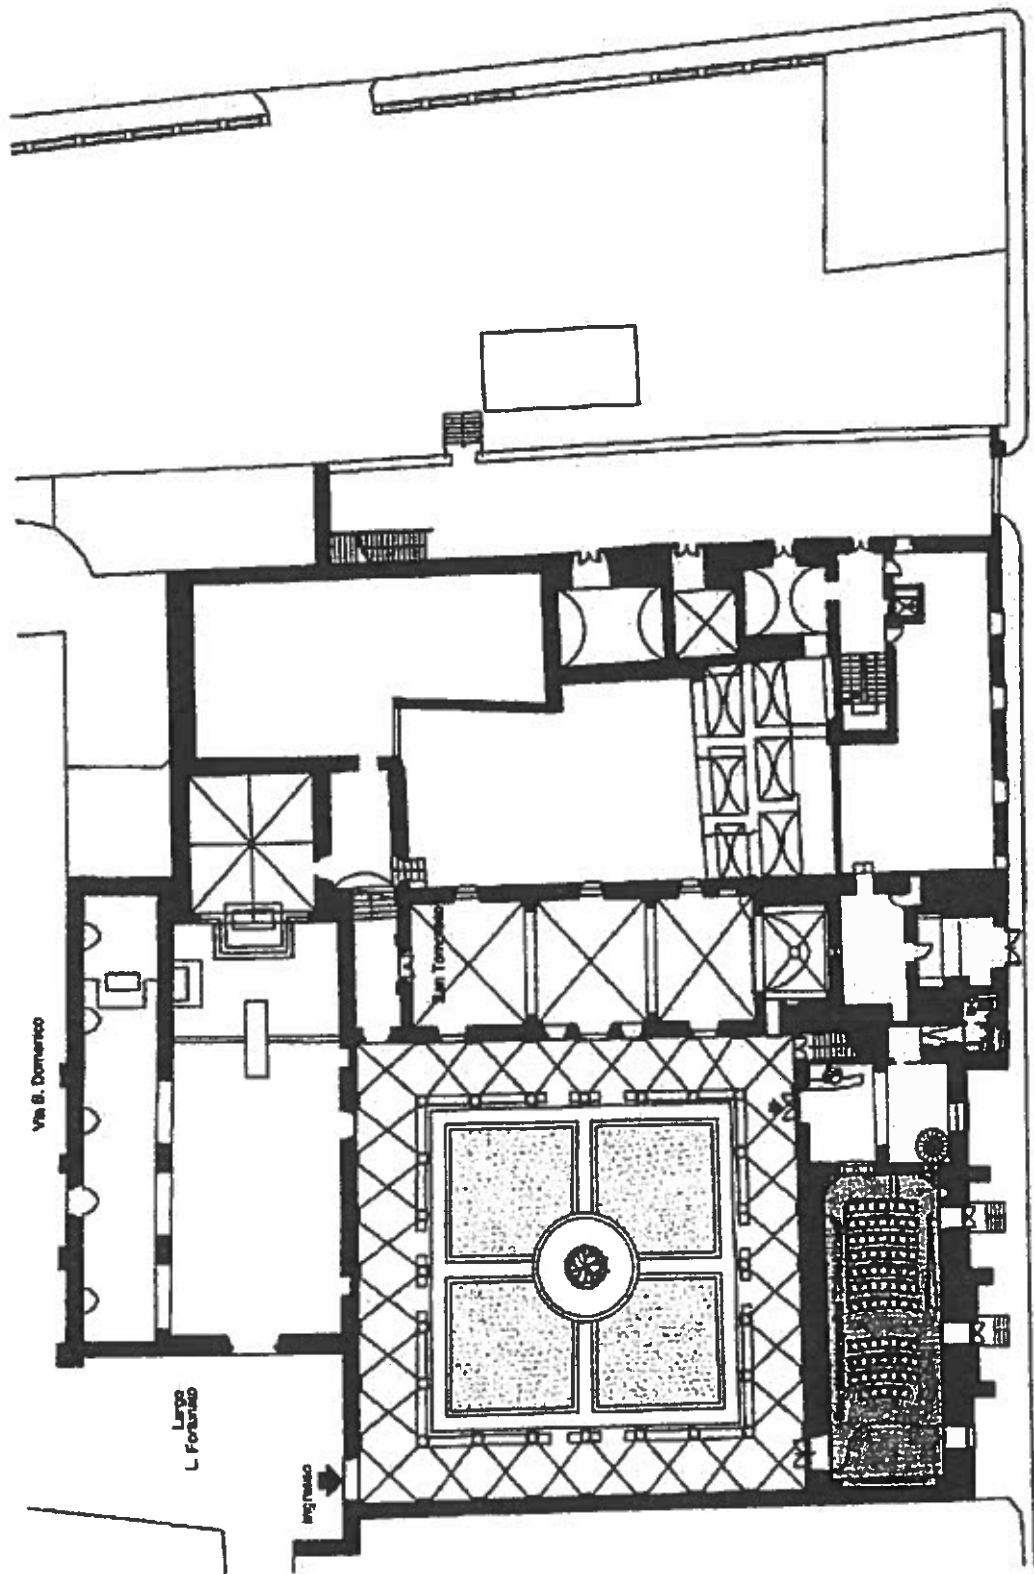 Via B. Domenico
San Tommaso
Largo
L. Fortunato
ingresso